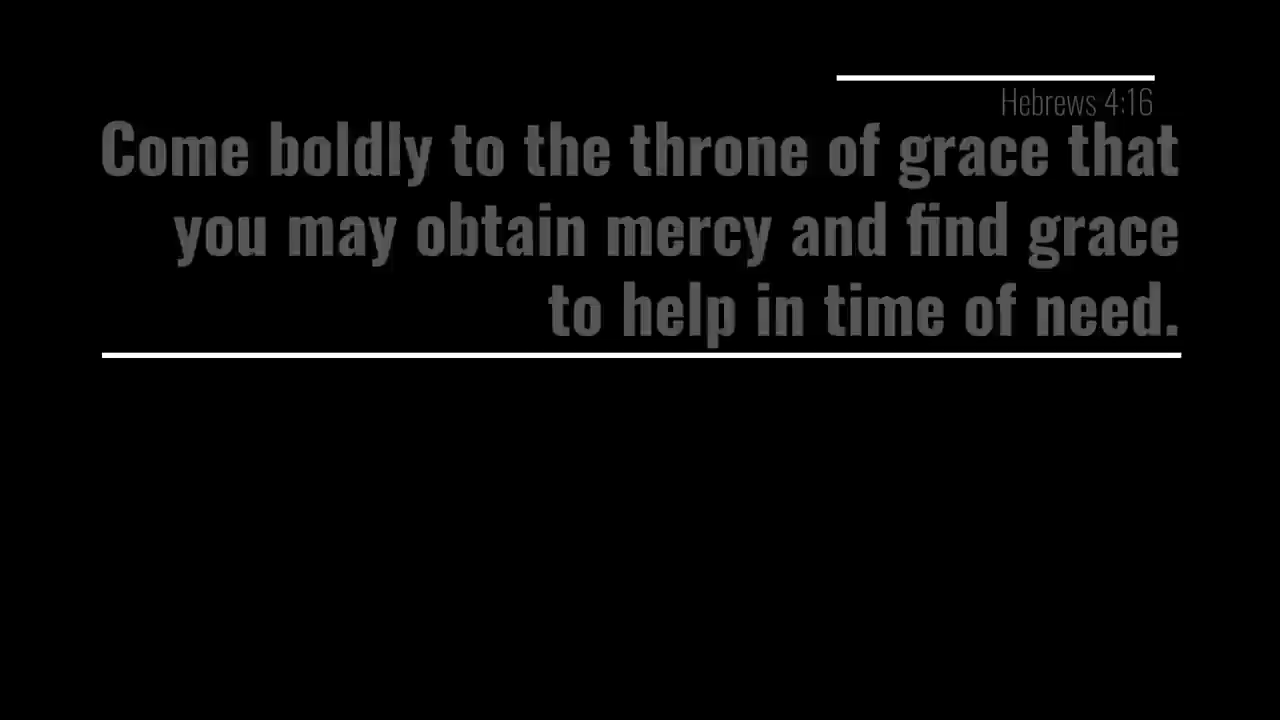 Hebrews 4:16
Come boldly to the throne of grace that
you may obtain mercy and find grace
to help in time of need.